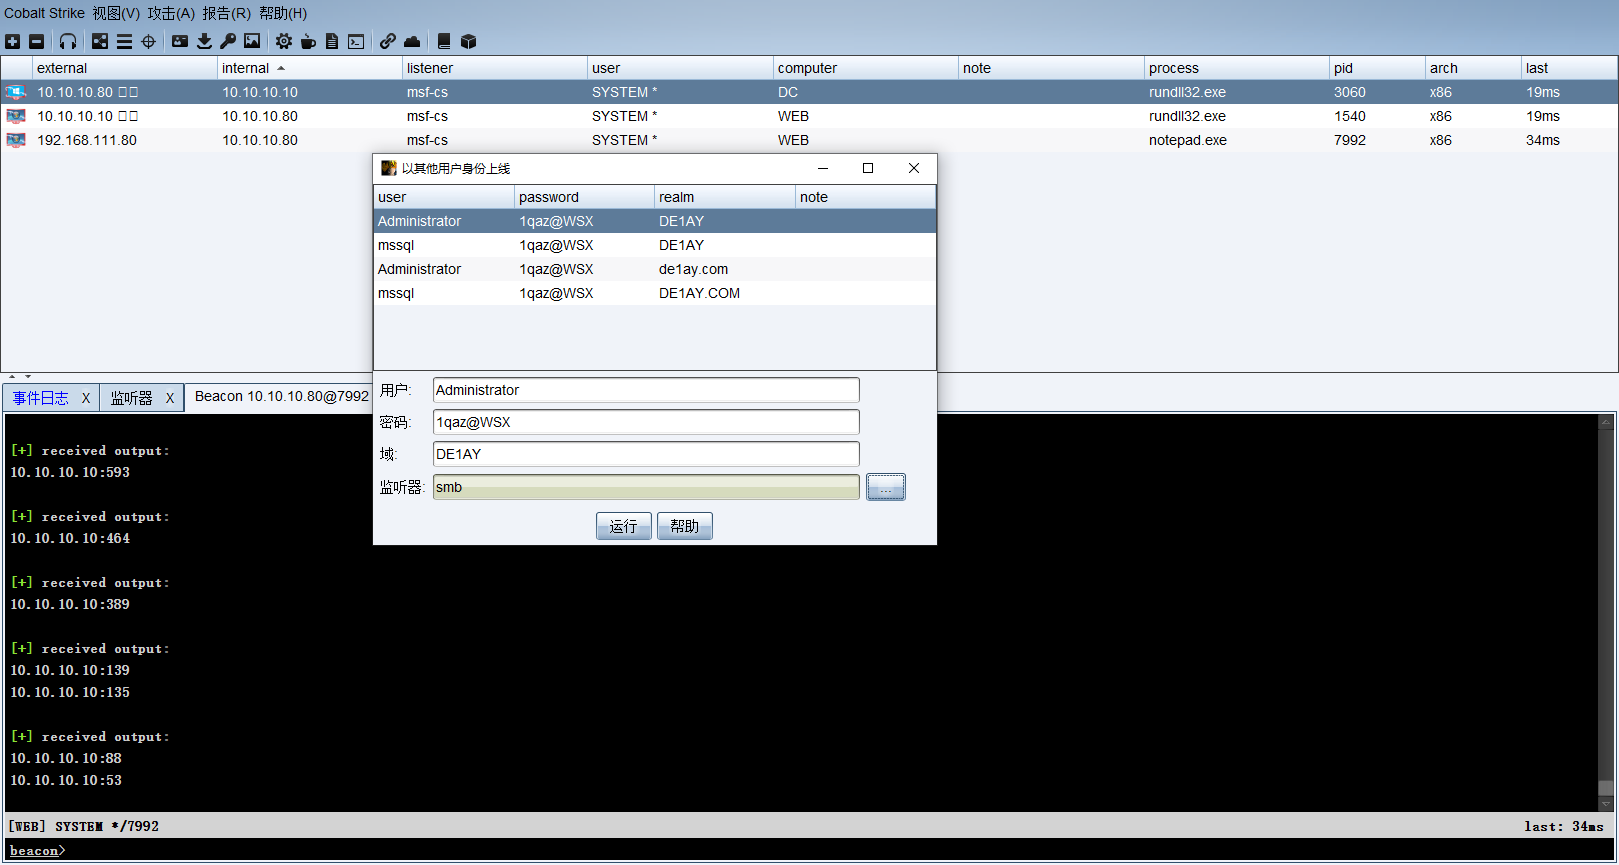 Cobalt Strike 视图(V) 攻击(A) 报告(R) 帮助(H)
external internal listener user computer note process pid arch last
10.10.10.80 10.10.10.10 msf-cs SYSTEM * DC rundll32.exe 3060 x86 19ms
10.10.10.10 10.10.10.80 msf-cs SYSTEM * WEB rundll32.exe 1540 x86 19ms
192.168.111.80 10.10.10.80 msf-cs SYSTEM * WEB notepad.exe 7992 x86 34ms
以其他用户身份上线
user password realm note
Administrator 1qaz@WSX DE1AY
mssql 1qaz@WSX DE1AY
Administrator 1qaz@WSX de1ay.com
mssql 1qaz@WSX DE1AY.COM
用户: Administrator
密码: 1qaz@WSX
域: DE1AY
监听器: smb ...
运行 帮助
事件日志 X 监听器 X Beacon 10.10.10.80@7992
[+] received output:
10.10.10.10:593
[+] received output:
10.10.10.10:464
[+] received output:
10.10.10.10:389
[+] received output:
10.10.10.10:139
10.10.10.10:135
[+] received output:
10.10.10.10:88
10.10.10.10:53
[WEB] SYSTEM */7992 last: 34ms
beacon>